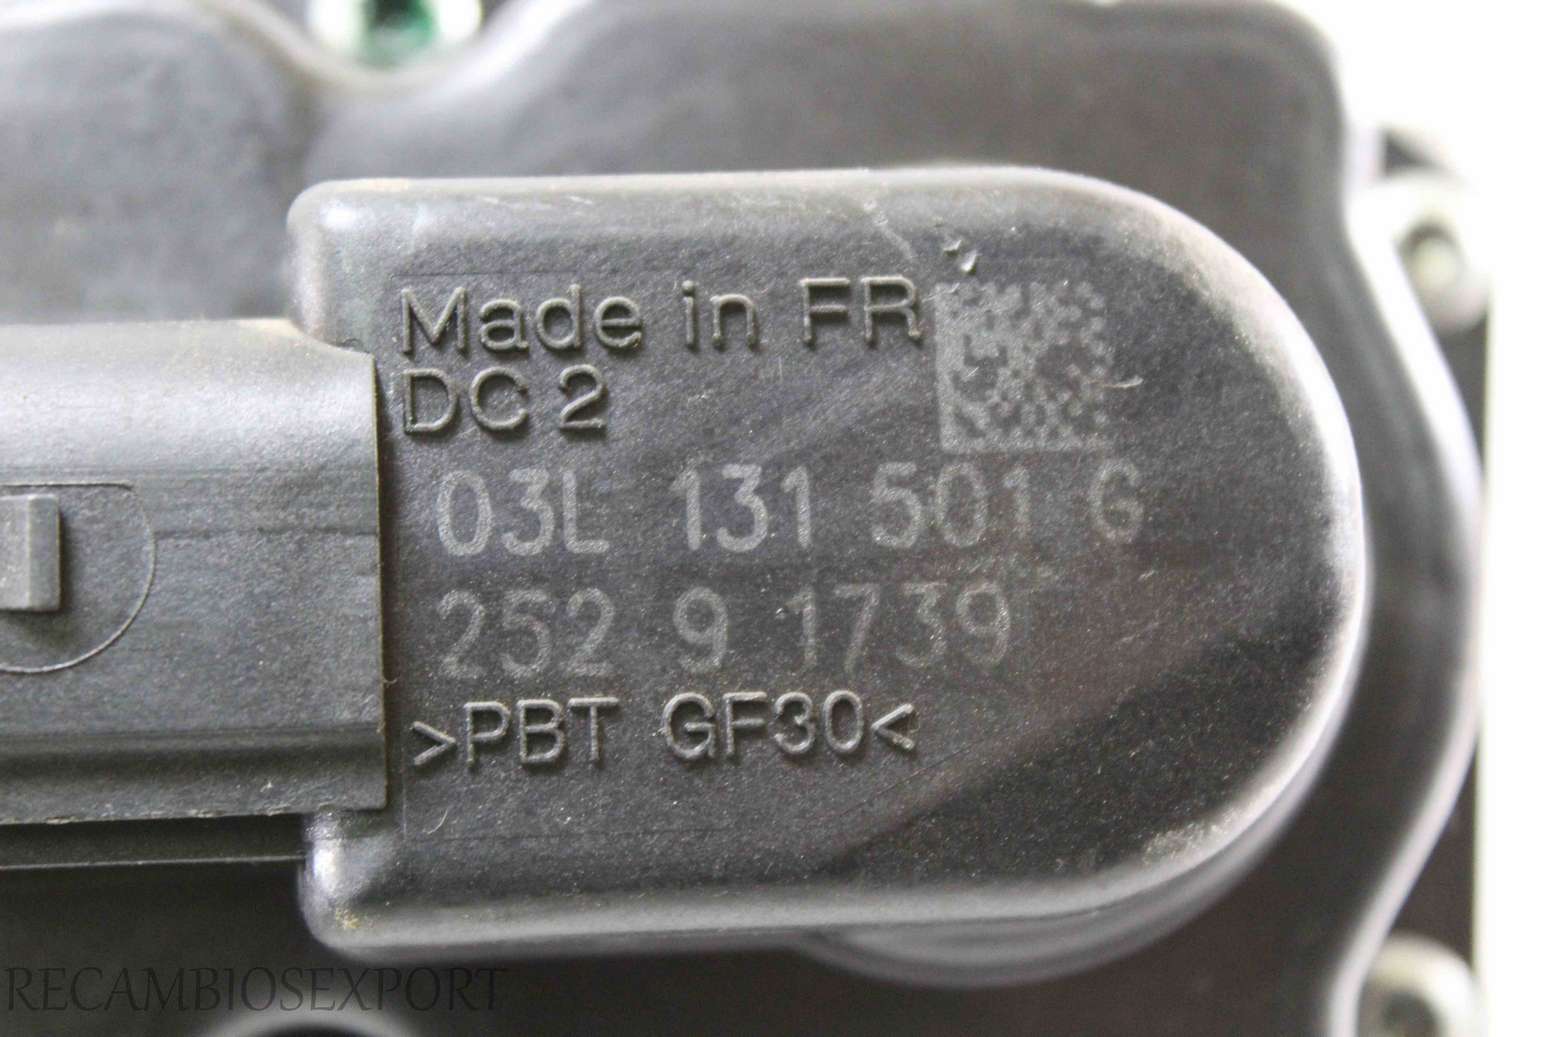 Made in FR
DC 2
03L 131 501 G
252 9 1739
>PBT GF30<
RECAMBIOSEXPORT